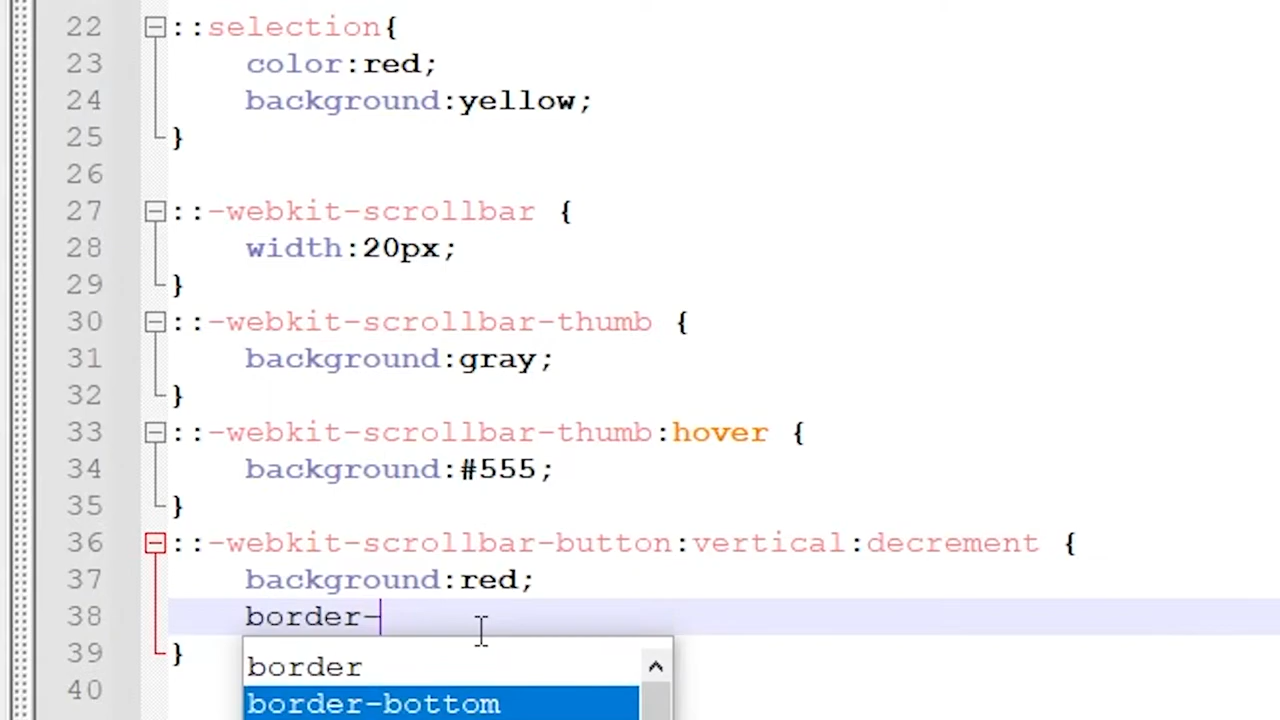 22 ::selection{
23 color:red;
24 background:yellow;
25 }
26
27 ::-webkit-scrollbar {
28 width:20px;
29 }
30 ::-webkit-scrollbar-thumb {
31 background:gray;
32 }
33 ::-webkit-scrollbar-thumb:hover {
34 background:#555;
35 }
36 ::-webkit-scrollbar-button:vertical:decrement {
37 background:red;
38 border-
39 }
border
40
border-bottom